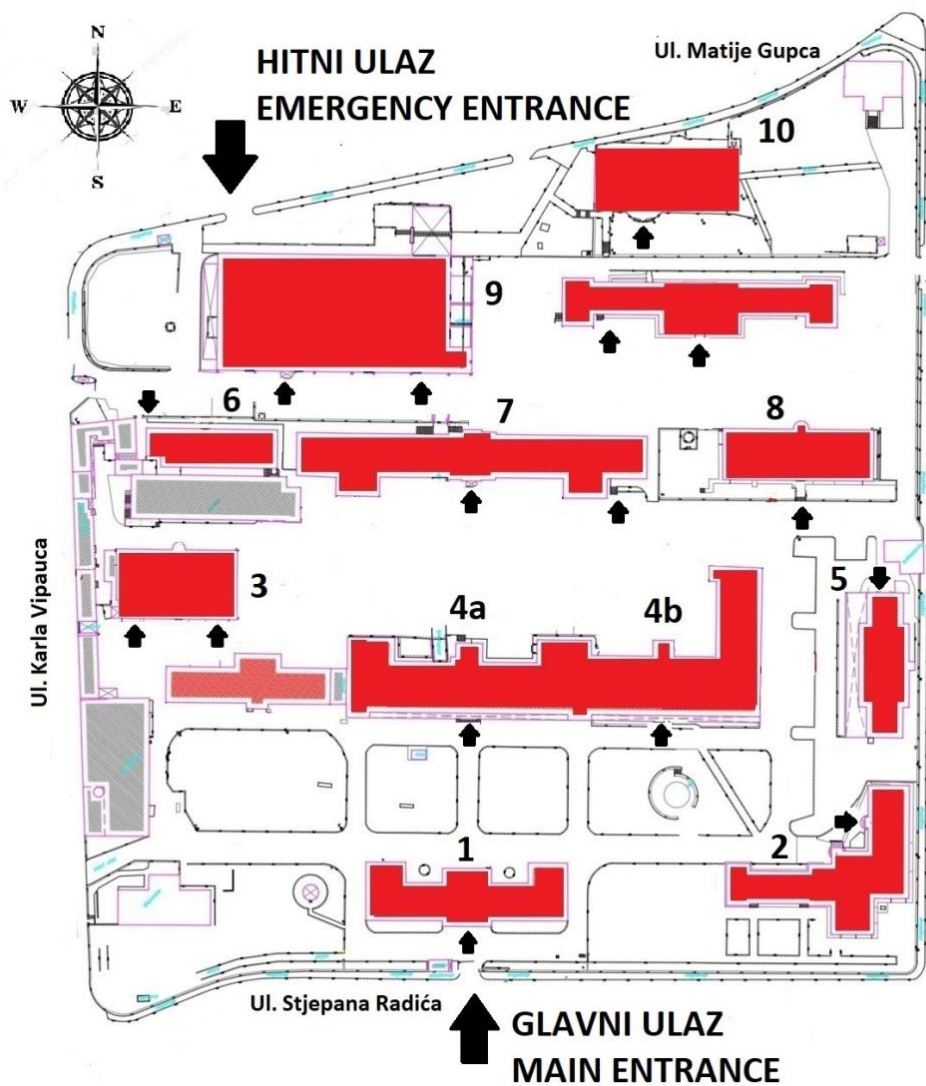 N
W
E
S
HITNI ULAZ
EMERGENCY ENTRANCE
Ul. Matije Gupca
10
9
6
7
8
Ul. Karla Vipauca
3
4a
4b
5
1
2
Ul. Stjepana Radića
GLAVNI ULAZ
MAIN ENTRANCE